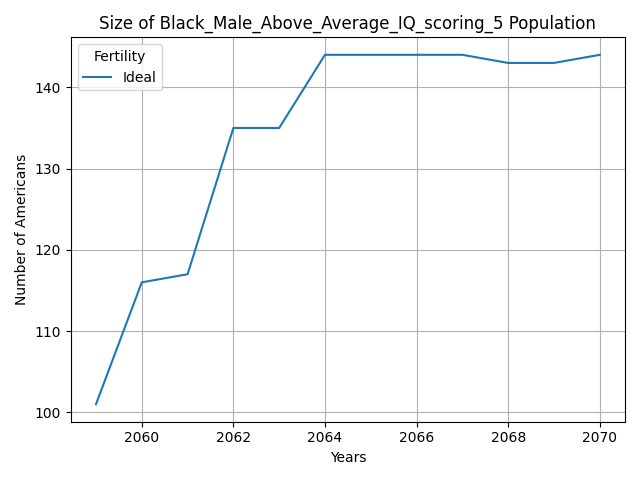 Size of Black_Male_Above_Average_IQ_scoring_5 Population
Fertility
Ideal
Number of Americans
140
130
120
110
100
2060 2062 2064 2066 2068 2070
Years